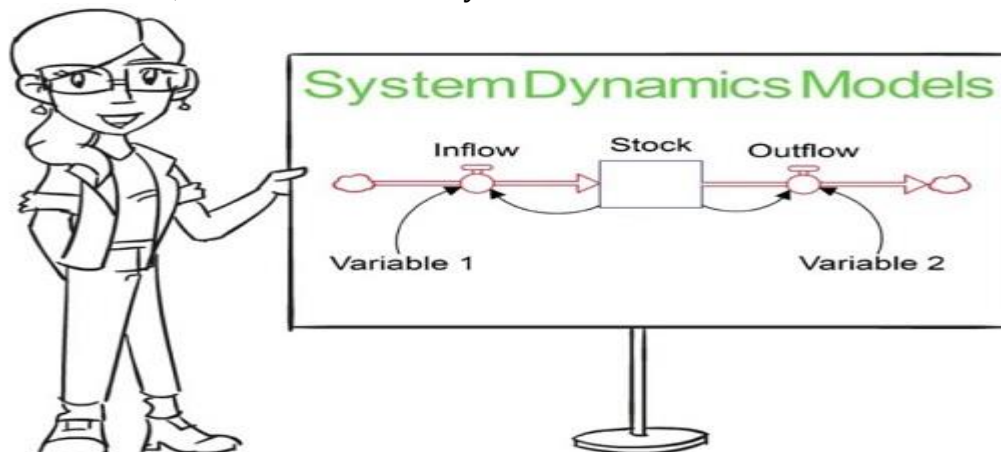 System Dynamics Models
Inflow Stock Outflow
Variable 1 Variable 2